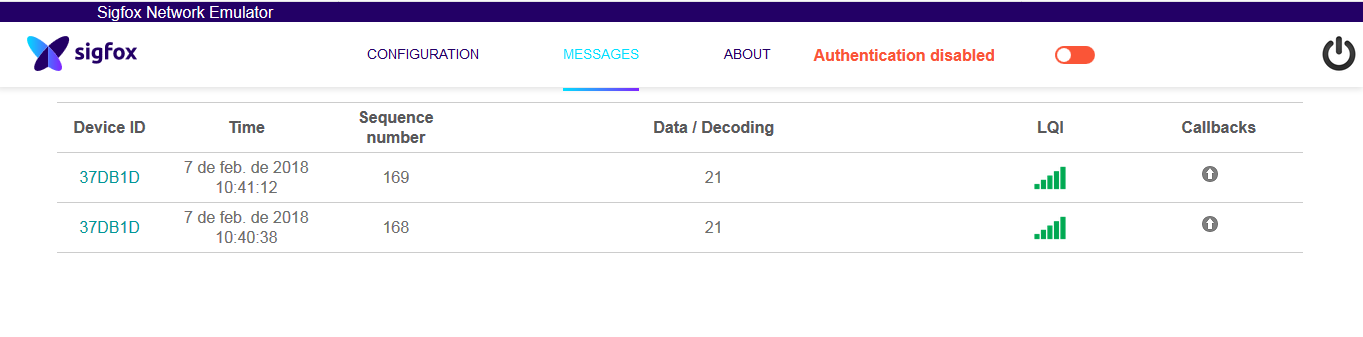 Sigfox Network Emulator
sigfox
CONFIGURATION
MESSAGES
ABOUT
Authentication disabled
Device ID
Time
Sequence
number
Data / Decoding
LQI
Callbacks
37DB1D
7 de feb. de 2018
10:41:12
169
21
37DB1D
7 de feb. de 2018
10:40:38
168
21